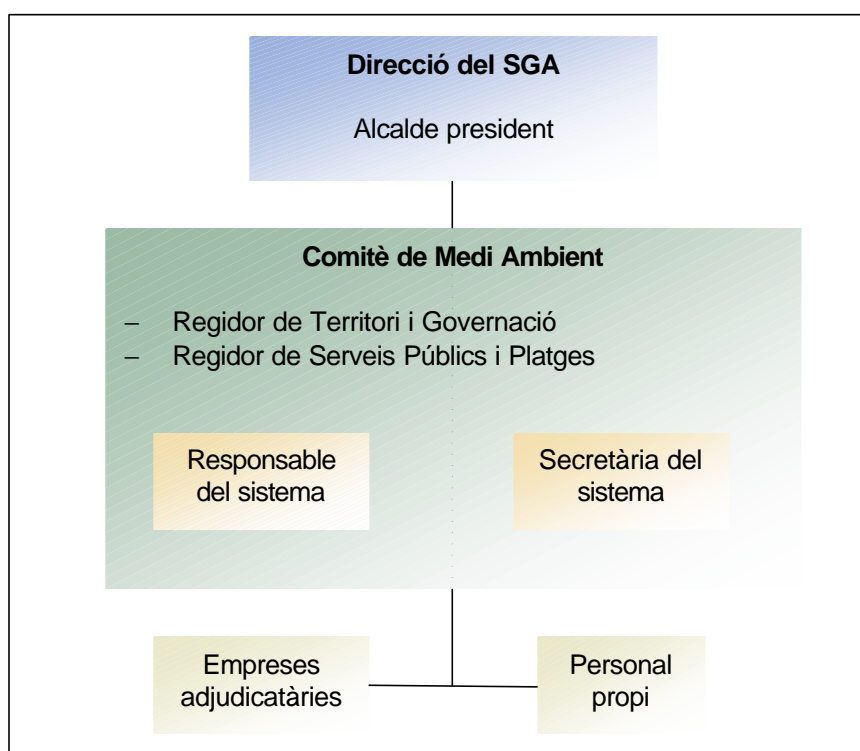 Direcció del SGA
Alcalde president
Comitè de Medi Ambient
– Regidor de Territori i Governació
– Regidor de Serveis Públics i Platges
Responsable
del sistema
Secretària del
sistema
Empreses
adjudicatàries
Personal
propi